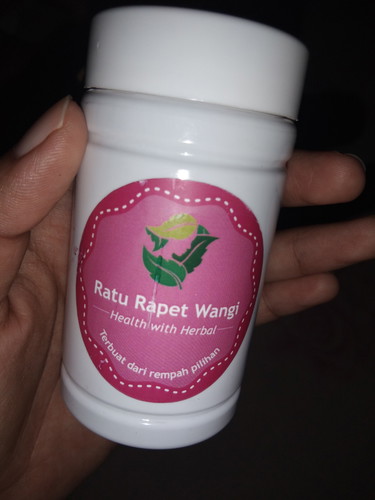 Ratu Rapet Wangi
Health with Herbal
Terbuat dari rempah pilihan